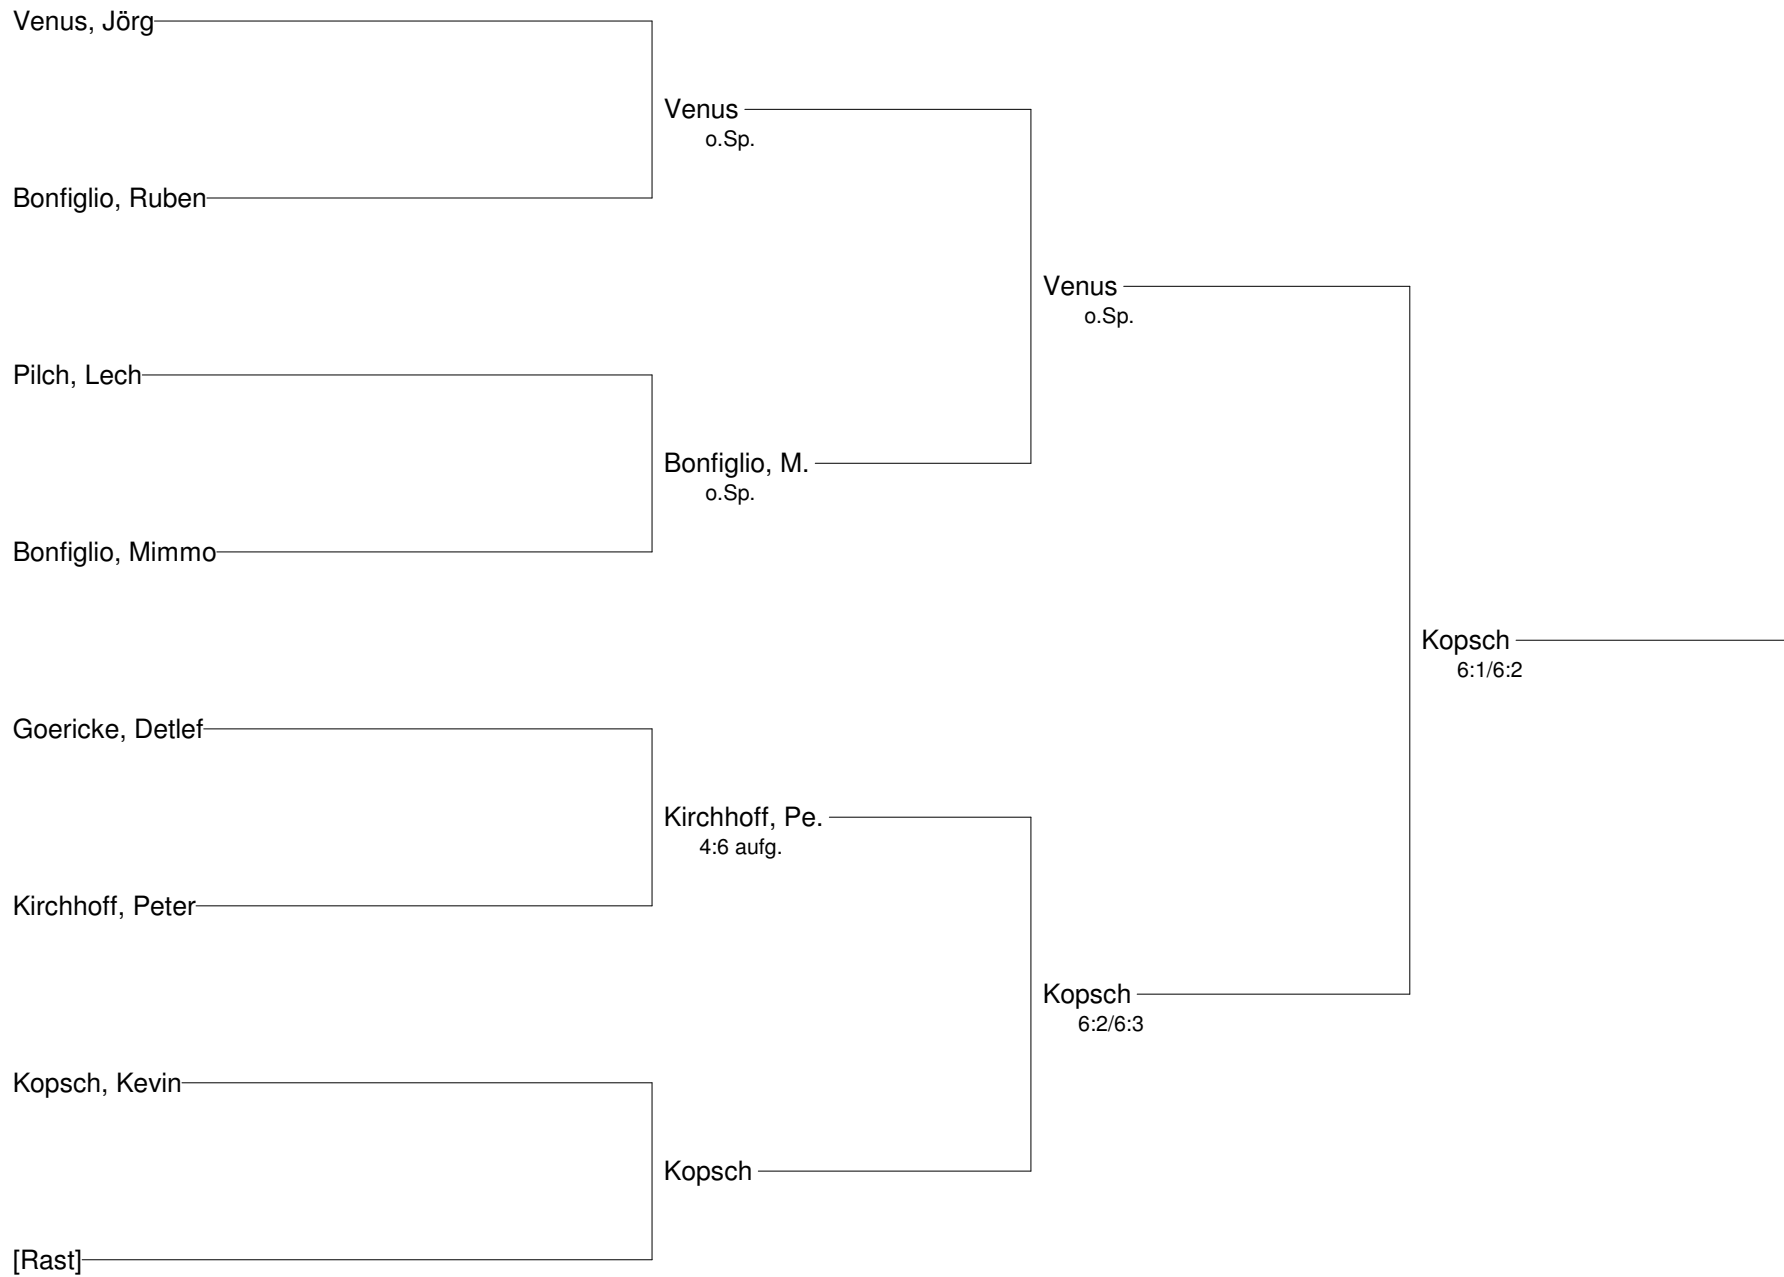 Venus, Jörg
Venus
o.Sp.
Bonfiglio, Ruben
Venus
o.Sp.
Pilch, Lech
Bonfiglio, M.
o.Sp.
Bonfiglio, Mimmo
Kopsch
6:1/6:2
Goericke, Detlef
Kirchhoff, Pe.
4:6 aufg.
Kirchhoff, Peter
Kopsch
6:2/6:3
Kopsch, Kevin
Kopsch
[Rast]